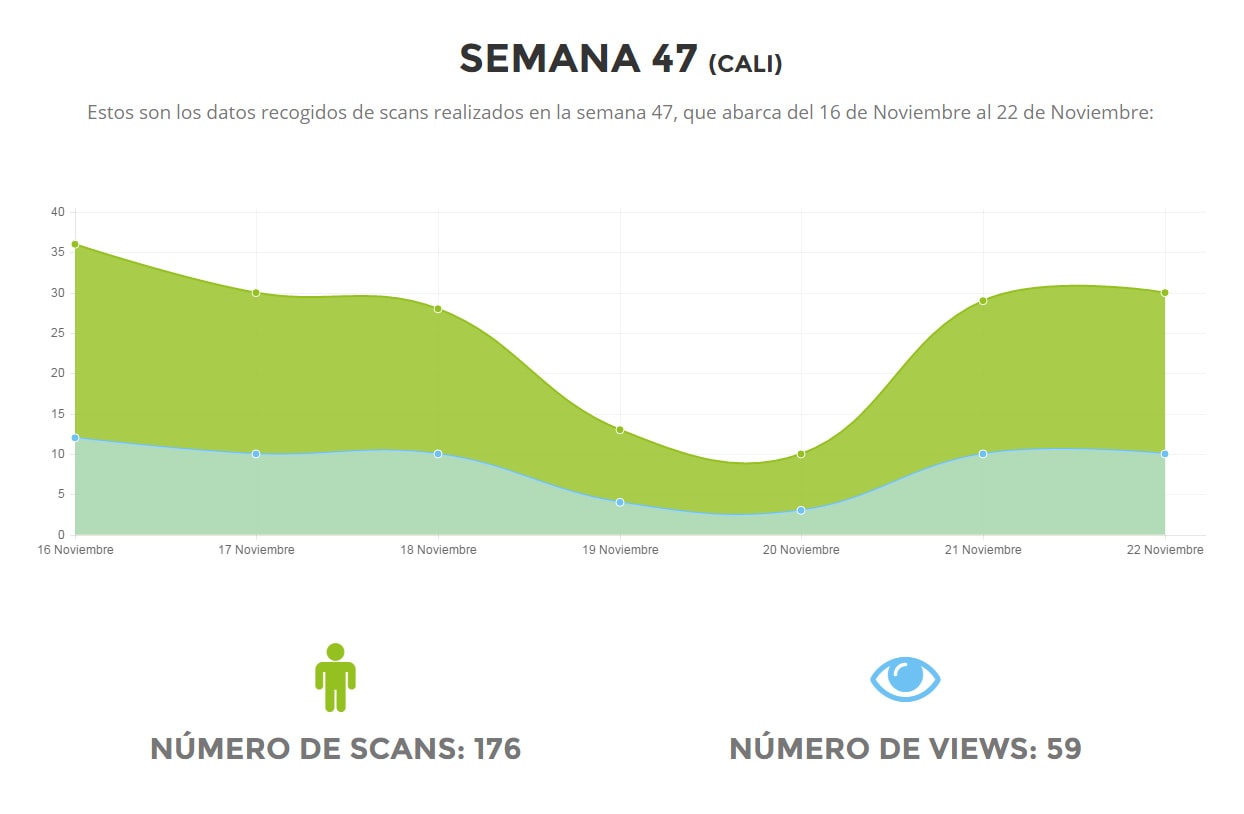 SEMANA 47 (CALI)
Estos son los datos recogidos de scans realizados en la semana 47, que abarca del 16 de Noviembre al 22 de Noviembre:
40
35
30
25
20
15
10
5
0
16 Noviembre 17 Noviembre 18 Noviembre 19 Noviembre 20 Noviembre 21 Noviembre 22 Noviembre
NÚMERO DE SCANS: 176 NÚMERO DE VIEWS: 59